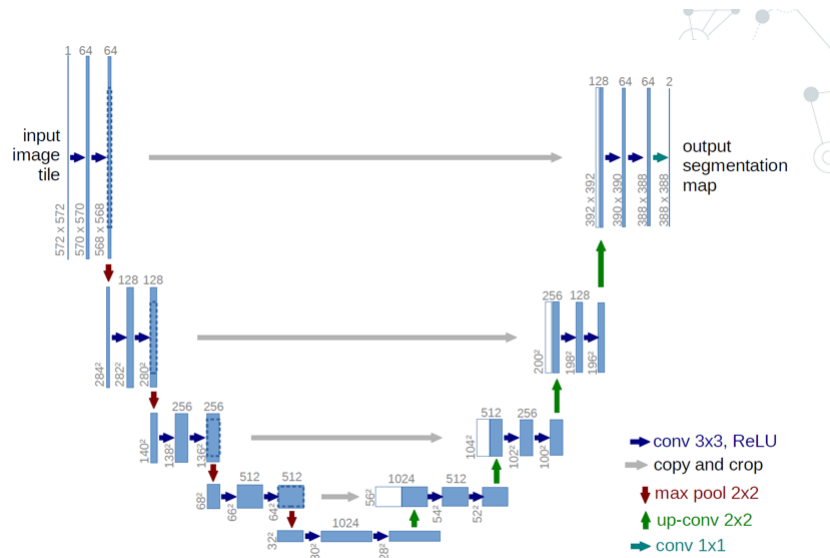 1 64 64
input
image
tile
572 x 572
570 x 570
568 x 568
128 64 64 2
output
segmentation
map
392 x 392
390 x 390
388 x 388
388 x 388
128 128
284²
282²
280²
256 128
200²
198²
196²
256 256
140²
138²
136²
512 256
104²
102²
100²
512 512
68²
66²
64²
1024 512
56²
54²
52²
1024
32²
30²
28²
conv 3x3, ReLU
copy and crop
max pool 2x2
up-conv 2x2
conv 1x1